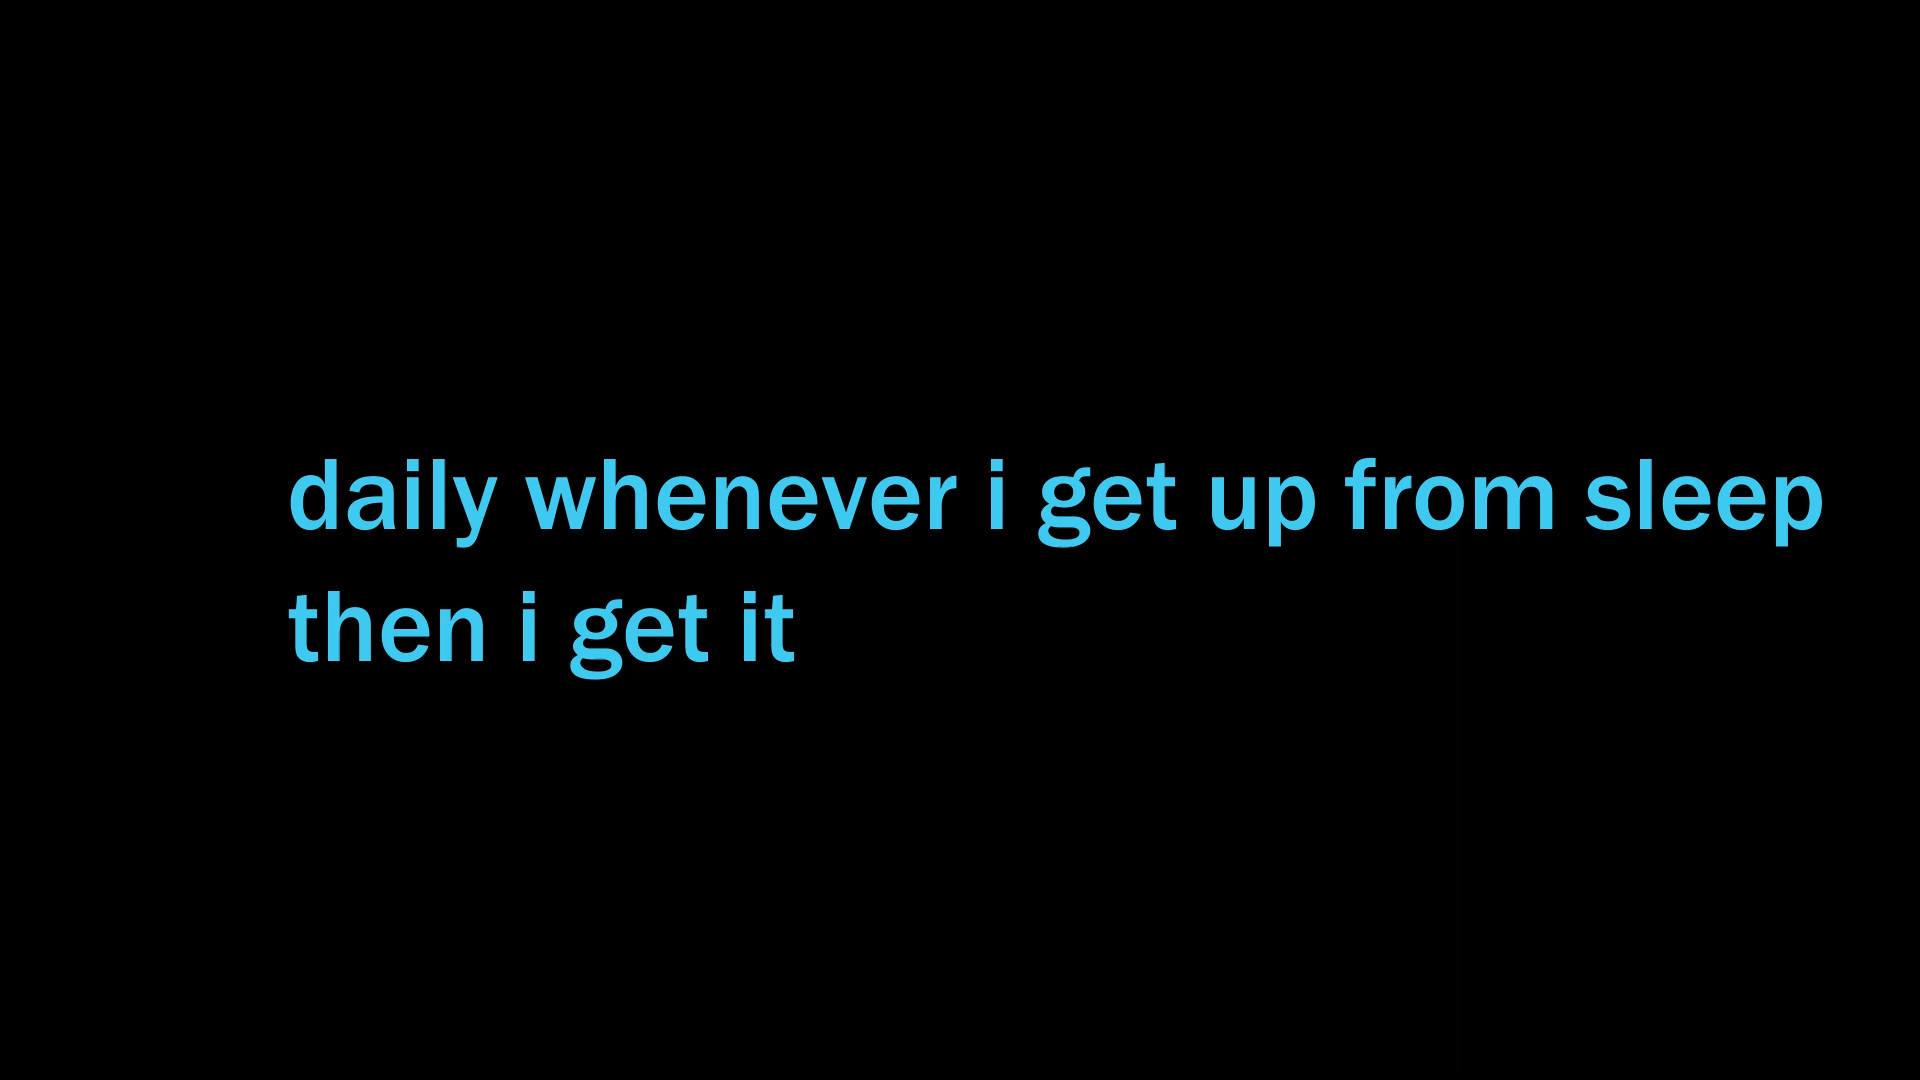 daily whenever i get up from sleep
then i get it